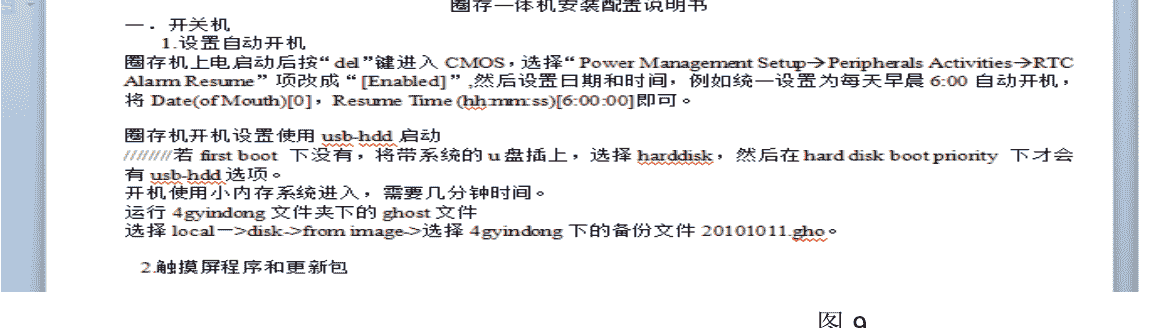 圈存一体机安装配置说明书
一．开关机
1.设置自动开机
圈存机上电启动后按“del”键进入 CMOS，选择“Power Management Setup→Peripherals Activities→RTC
Alarm Resume”项改成“[Enabled]”,然后设置日期和时间，例如统一设置为每天早晨 6:00 自动开机，
将 Date(of Mouth)[0]，Resume Time (hh:mm:ss)[6:00:00]即可。
圈存机开机设置使用 usb-hdd 启动
///////若 first boot 下没有，将带系统的 u 盘插上，选择 harddisk，然后在 hard disk boot priority 下才会
有 usb-hdd 选项。
开机使用小内存系统进入，需要几分钟时间。
运行 4gyindong 文件夹下的 ghost 文件
选择 local—>disk->from image->选择 4gyindong 下的备份文件 20101011.gho。
2.触摸屏程序和更新包
图 9